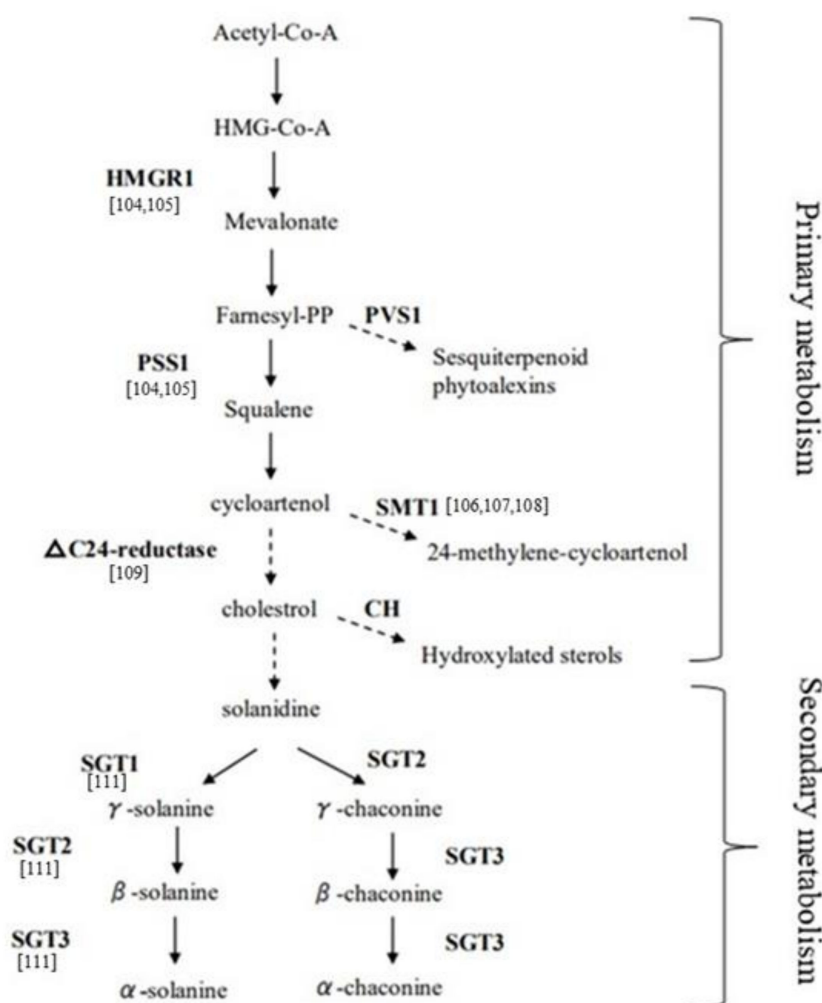 Acetyl-Co-A
HMG-Co-A
HMGR1
[104,105]
Mevalonate
Farnesyl-PP
PVS1
Sesquiterpenoid
phytoalexins
PSS1
[104,105]
Squalene
cycloartenol
SMT1 [106,107,108]
24-methylene-cycloartenol
△C24-reductase
[109]
cholestrol
CH
Hydroxylated sterols
Primary metabolism
solanidine
SGT1
[111]
SGT2
γ-solanine
γ-chaconine
SGT2
[111]
SGT3
β-solanine
β-chaconine
SGT3
[111]
SGT3
α-solanine
α-chaconine
Secondary metabolism